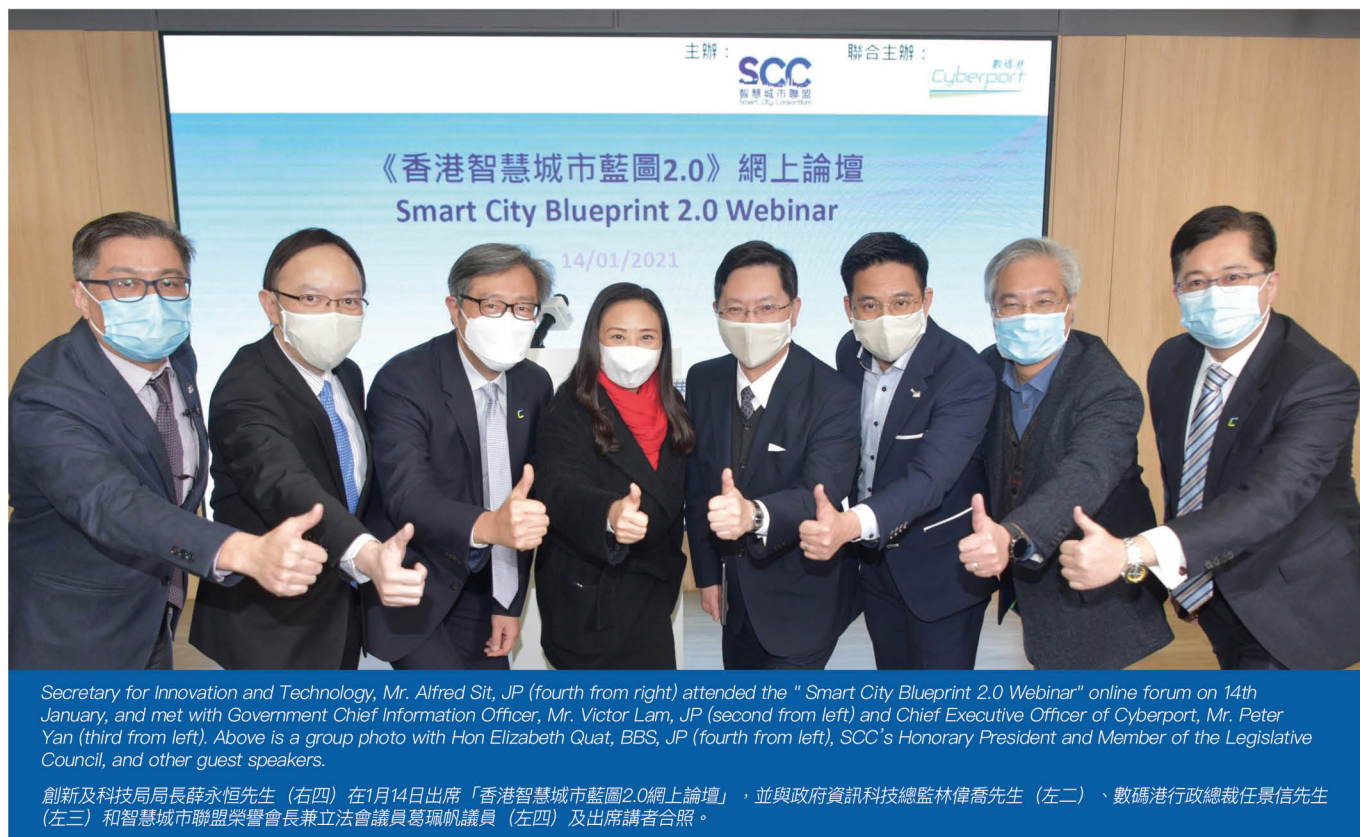 主辦：
聯合主辦：
SCC
智慧城市聯盟
Smart City Consortium
數碼港
Cyberport
《香港智慧城市藍圖2.0》網上論壇
Smart City Blueprint 2.0 Webinar
14/01/2021
Secretary for Innovation and Technology, Mr. Alfred Sit, JP (fourth from right) attended the " Smart City Blueprint 2.0 Webinar" online forum on 14th
January, and met with Government Chief Information Officer, Mr. Victor Lam, JP (second from left) and Chief Executive Officer of Cyberport, Mr. Peter
Yan (third from left). Above is a group photo with Hon Elizabeth Quat, BBS, JP (fourth from left), SCC's Honorary President and Member of the Legislative
Council, and other guest speakers.
創新及科技局局長薛永恒先生（右四）在1月14日出席「香港智慧城市藍圖2.0網上論壇」，並與政府資訊科技總監林偉喬先生（左二）、數碼港行政總裁任景信先生
（左三）和智慧城市聯盟榮譽會長兼立法會議員葛珮帆議員（左四）及出席講者合照。